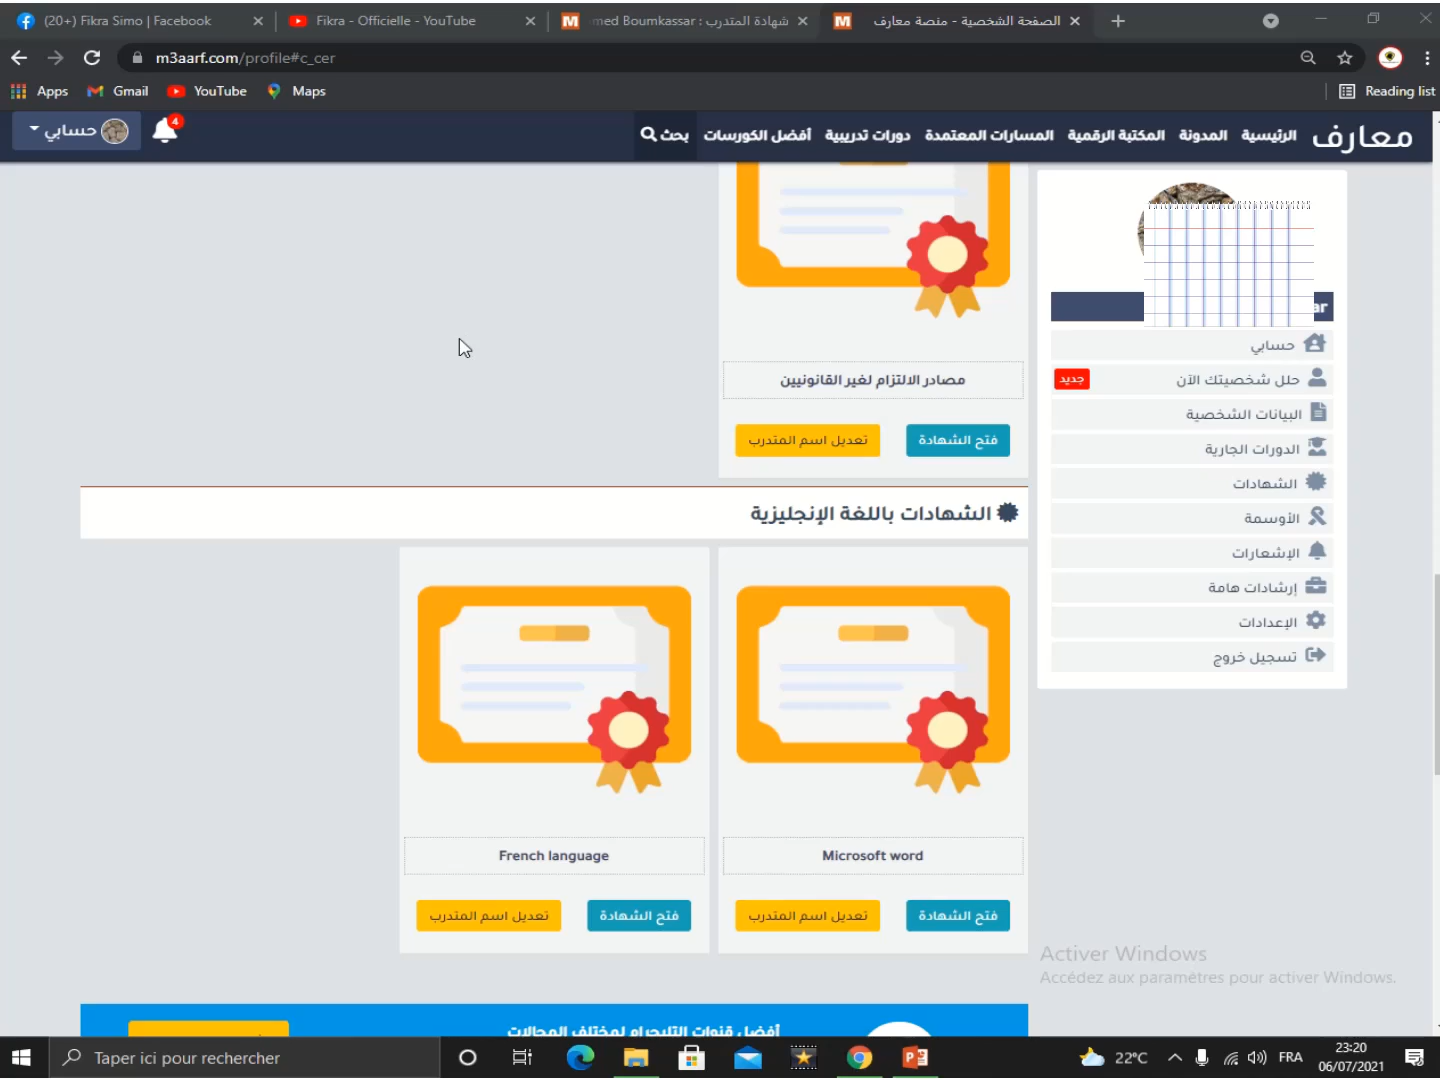 (20+) Fikra Simo | Facebook
Fikra - Officielle - YouTube
شهادة المتدرب : med Boumkassar
الصفحة الشخصية - منصة معارف
m3aarf.com/profile#c_cer
Apps
Gmail
YouTube
Maps
Reading list
معارف
الرئيسية
المدونة
المكتبة الرقمية
المسارات المعتمدة
دورات تدريبية
أفضل الكورسات
بحث
4
حسابي
ar
حسابي
حلل شخصيتك الآن
جديد
البيانات الشخصية
الدورات الجارية
الشهادات
الأوسمة
الإشعارات
إرشادات هامة
الإعدادات
تسجيل خروج
مصادر الالتزام لغير القانونيين
فتح الشهادة
تعديل اسم المتدرب
الشهادات باللغة الإنجليزية
Microsoft word
فتح الشهادة
تعديل اسم المتدرب
French language
فتح الشهادة
تعديل اسم المتدرب
أفضل قنوات التليجرام لمختلف المجالات
Activer Windows
Accédez aux paramètres pour activer Windows.
Taper ici pour rechercher
22°C
FRA
23:20
06/07/2021